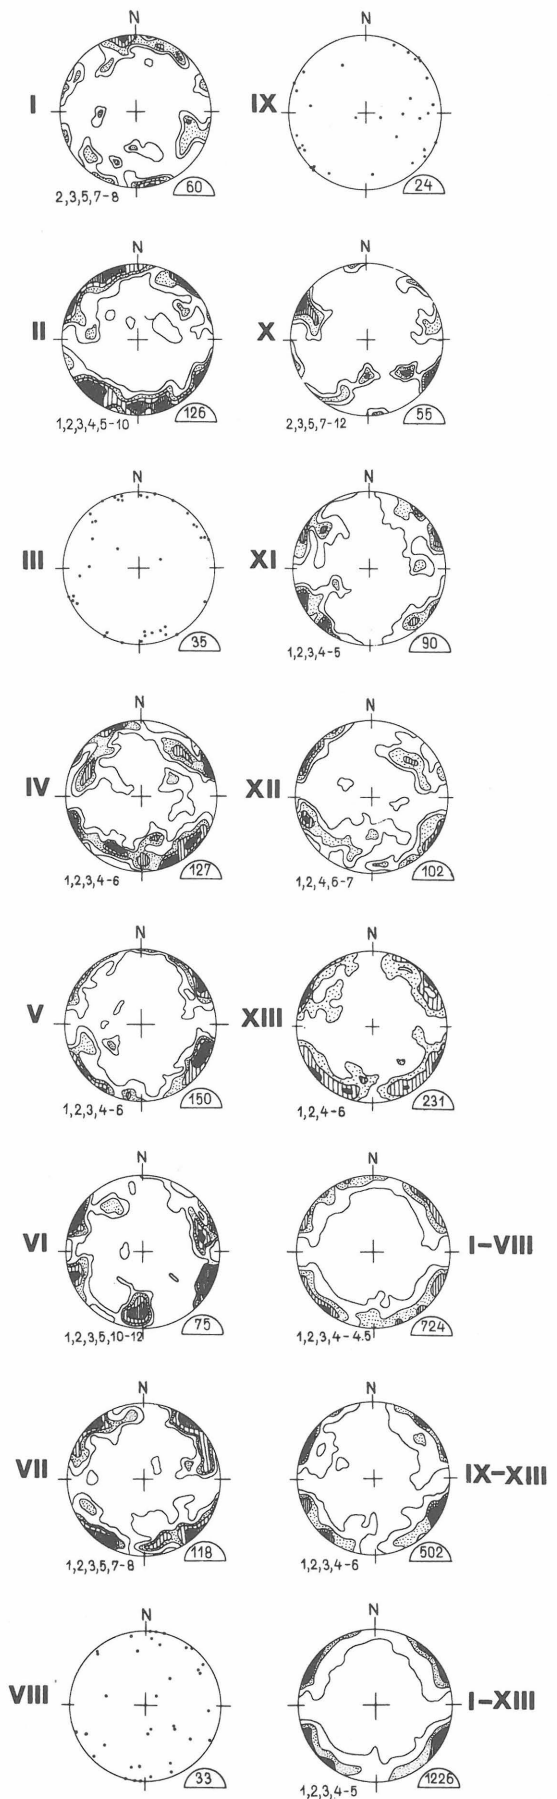 N
I
2,3,5,7-8
60
N
II
1,2,3,4,5-10
126
N
III
35
N
IV
1,2,3,4-6
127
N
V
1,2,3,4-6
150
N
VI
1,2,3,5,10-12
75
N
VII
1,2,3,5,7-8
118
N
VIII
33
N
IX
24
N
X
2,3,5,7-12
55
N
XI
1,2,3,4-5
90
N
XII
1,2,4,6-7
102
N
XIII
1,2,4-6
231
N
I-VIII
1,2,3,4-4.5
724
N
IX-XIII
1,2,3,4-6
502
N
I-XIII
1,2,3,4-5
1226